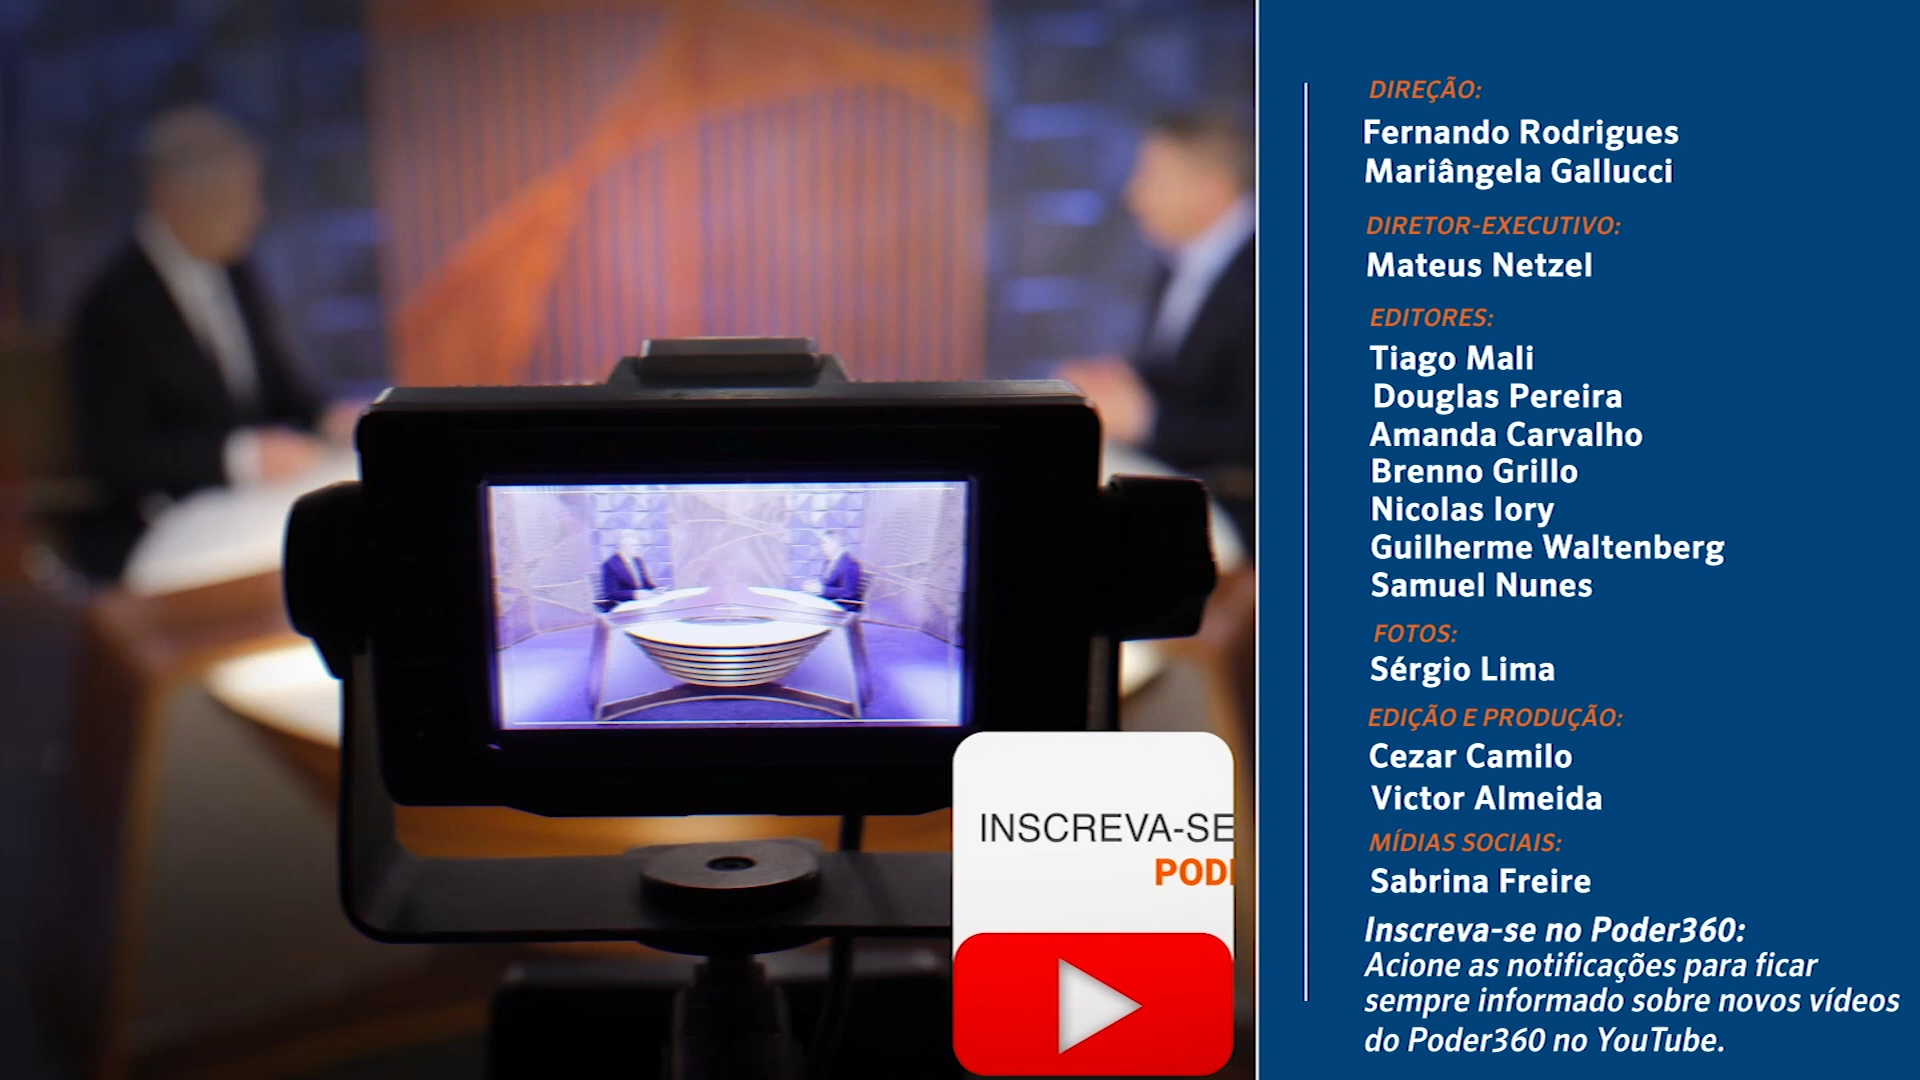 DIREÇÃO:
Fernando Rodrigues
Mariângela Gallucci
DIRETOR-EXECUTIVO:
Mateus Netzel
EDITORES:
Tiago Mali
Douglas Pereira
Amanda Carvalho
Brenno Grillo
Nicolas Iory
Guilherme Waltenberg
Samuel Nunes
FOTOS:
Sérgio Lima
EDIÇÃO E PRODUÇÃO:
Cezar Camilo
Victor Almeida
MÍDIAS SOCIAIS:
Sabrina Freire
Inscreva-se no Poder360:
Acione as notificações para ficar
sempre informado sobre novos vídeos
do Poder360 no YouTube.
INSCREVA-SE